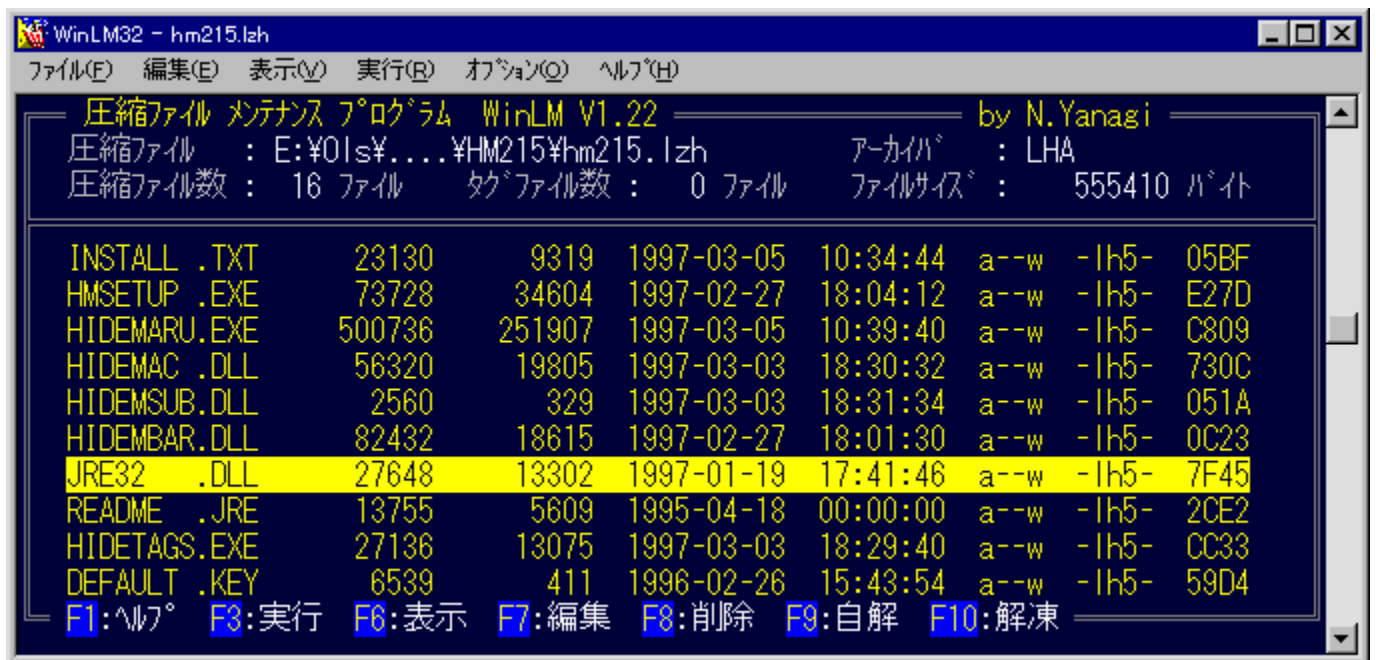 WinLM32 - hm215.lzh
ファイル(F) 編集(E) 表示(V) 実行(R) オプション(O) ヘルプ(H)
圧縮ファイル メンテナンス プログラム WinLM V1.22 by N.Yanagi
圧縮ファイル : E:¥Ols¥....¥HM215¥hm215.lzh アーカイバ : LHA
圧縮ファイル数 : 16 ファイル タグファイル数 : 0 ファイル ファイルサイズ : 555410 バイト
INSTALL .TXT 23130 9319 1997-03-05 10:34:44 a--w -lh5- 05BF
HMSETUP .EXE 73728 34604 1997-02-27 18:04:12 a--w -lh5- E27D
HIDEMARU.EXE 500736 251907 1997-03-05 10:39:40 a--w -lh5- C809
HIDEMAC .DLL 56320 19805 1997-03-03 18:30:32 a--w -lh5- 730C
HIDEMSUB.DLL 2560 329 1997-03-03 18:31:34 a--w -lh5- 051A
HIDEMBAR.DLL 82432 18615 1997-02-27 18:01:30 a--w -lh5- 0C23
JRE32 .DLL 27648 13302 1997-01-19 17:41:46 a--w -lh5- 7F45
README .JRE 13755 5609 1995-04-18 00:00:00 a--w -lh5- 2CE2
HIDETAGS.EXE 27136 13075 1997-03-03 18:29:40 a--w -lh5- CC33
DEFAULT .KEY 6539 411 1996-02-26 15:43:54 a--w -lh5- 59D4
F1:ヘルプ F3:実行 F6:表示 F7:編集 F8:削除 F9:自解 F10:解凍